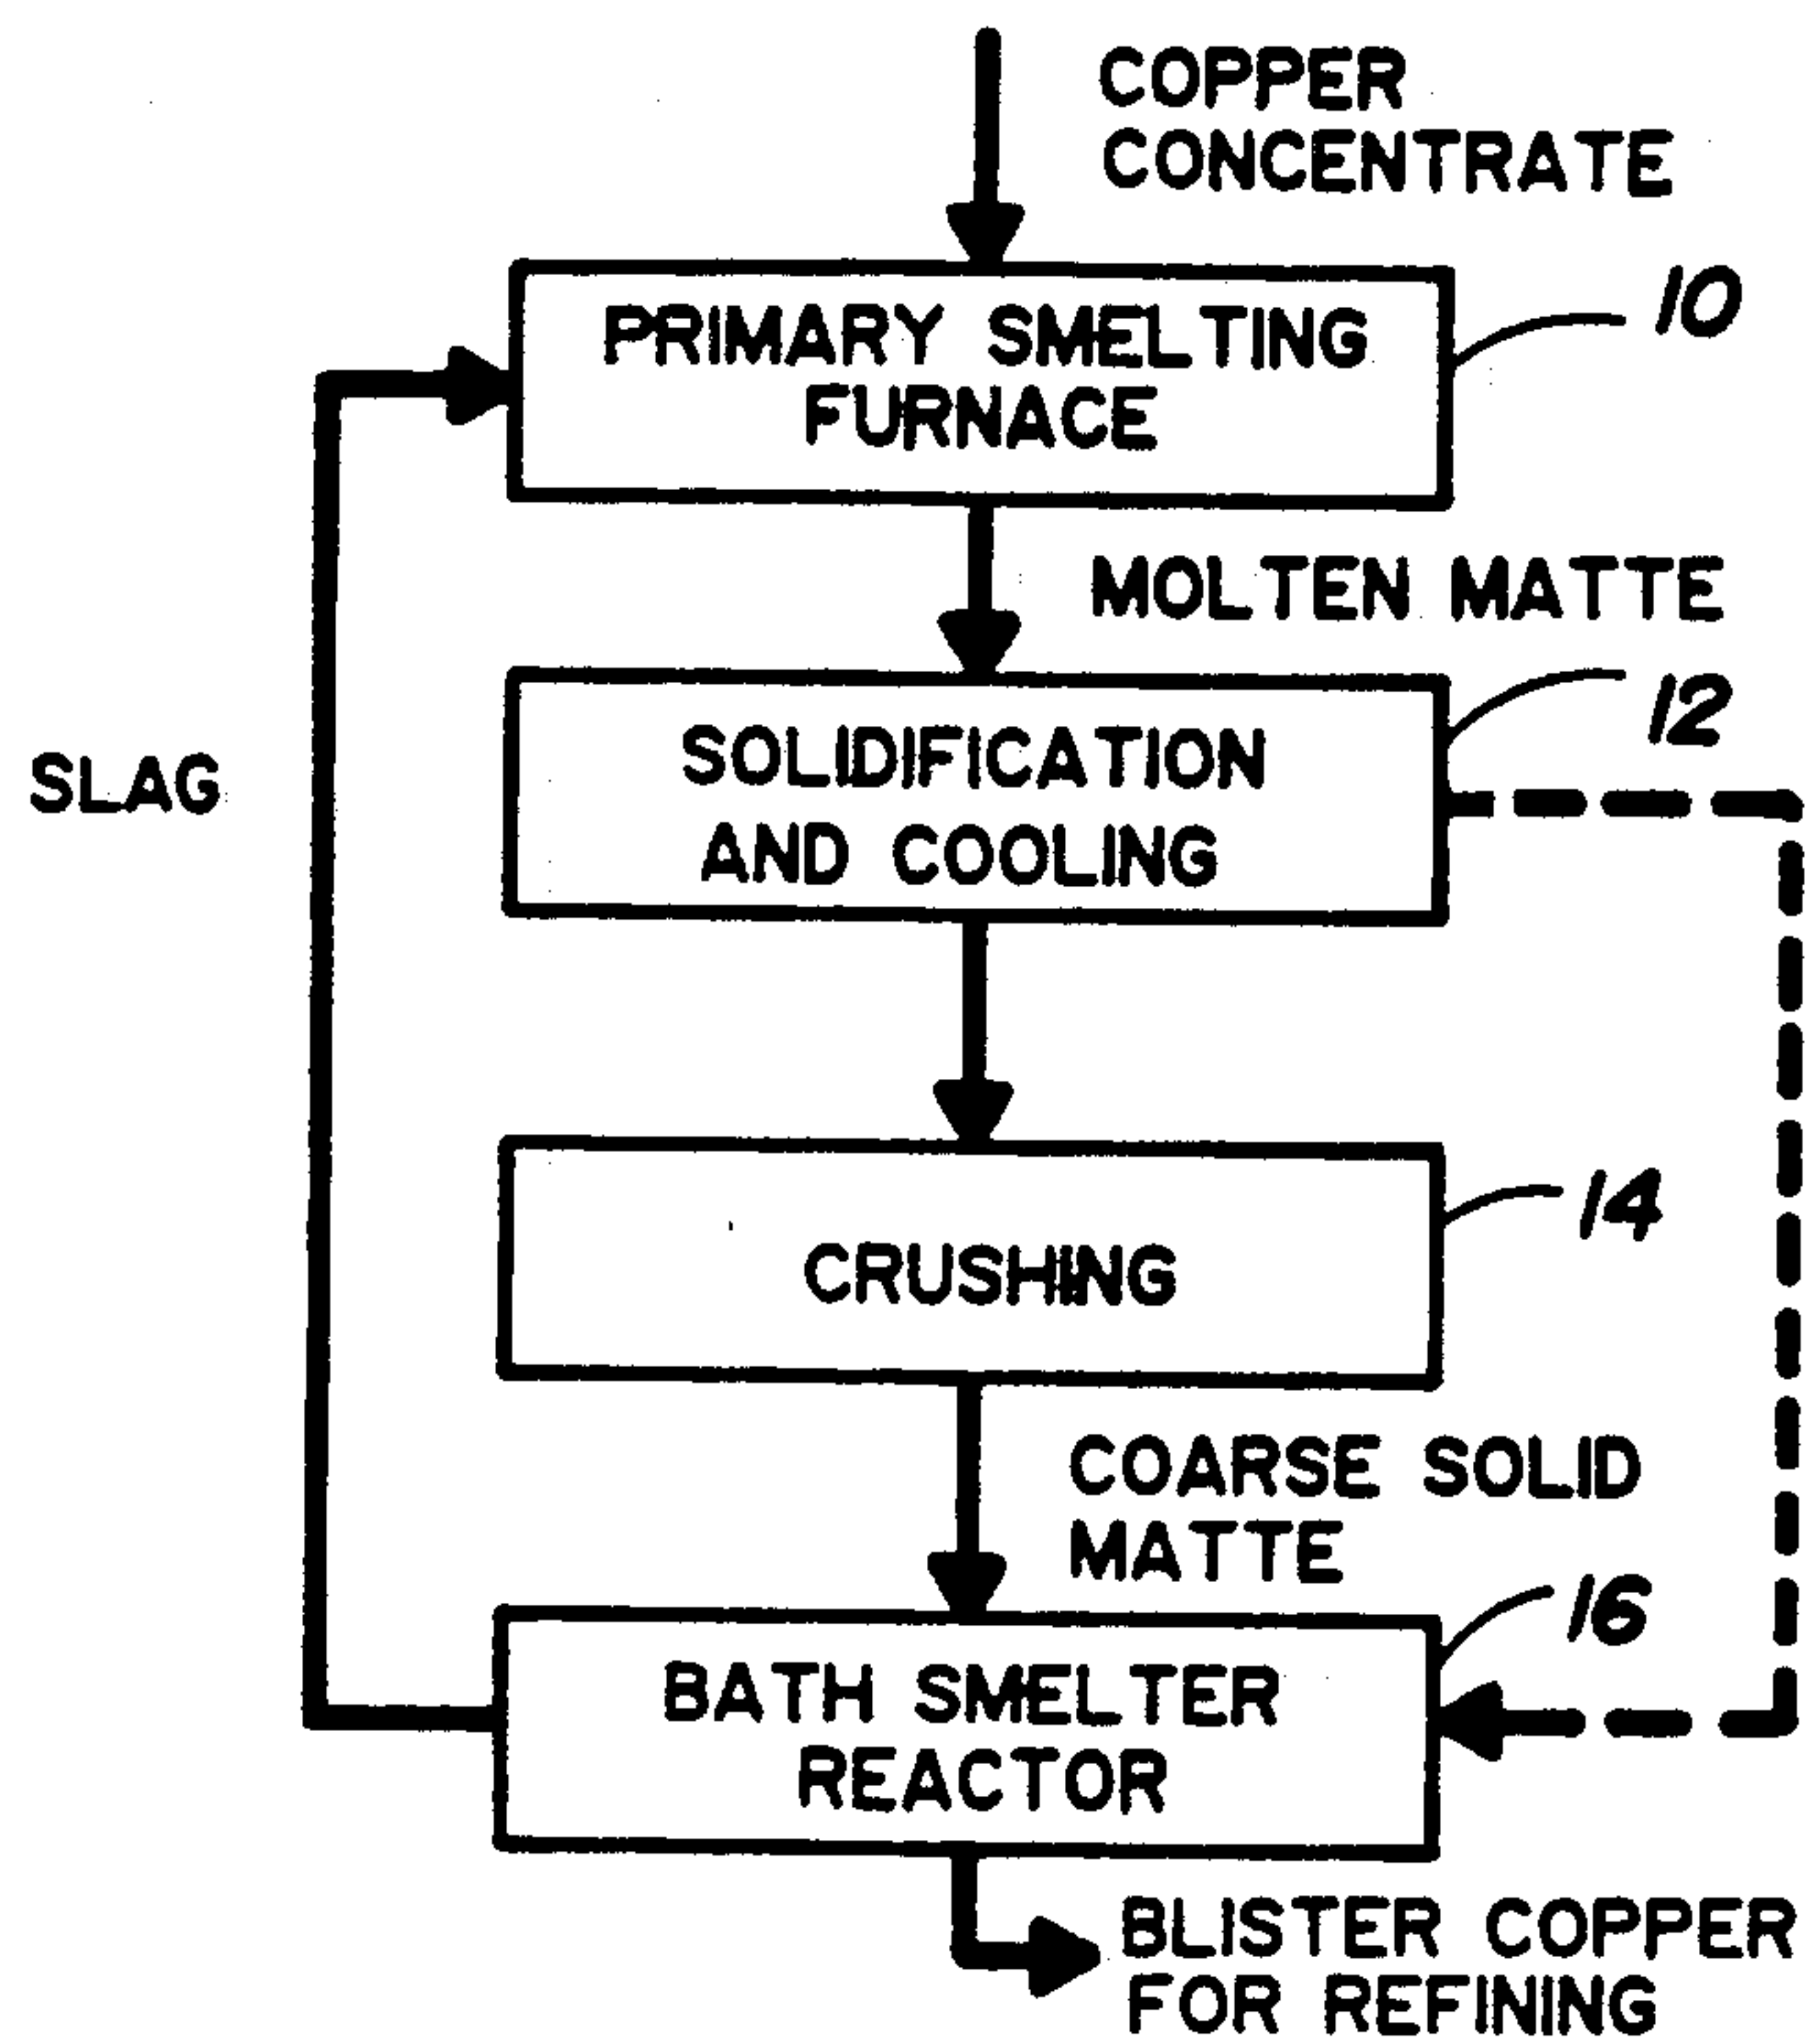 COPPER
CONCENTRATE
PRIMARY SMELTING
FURNACE
10
MOLTEN MATTE
SOLIDIFICATION
AND COOLING
12
SLAG
CRUSHING
14
COARSE SOLID
MATTE
BATH SMELTER
REACTOR
16
BLISTER COPPER
FOR REFINING